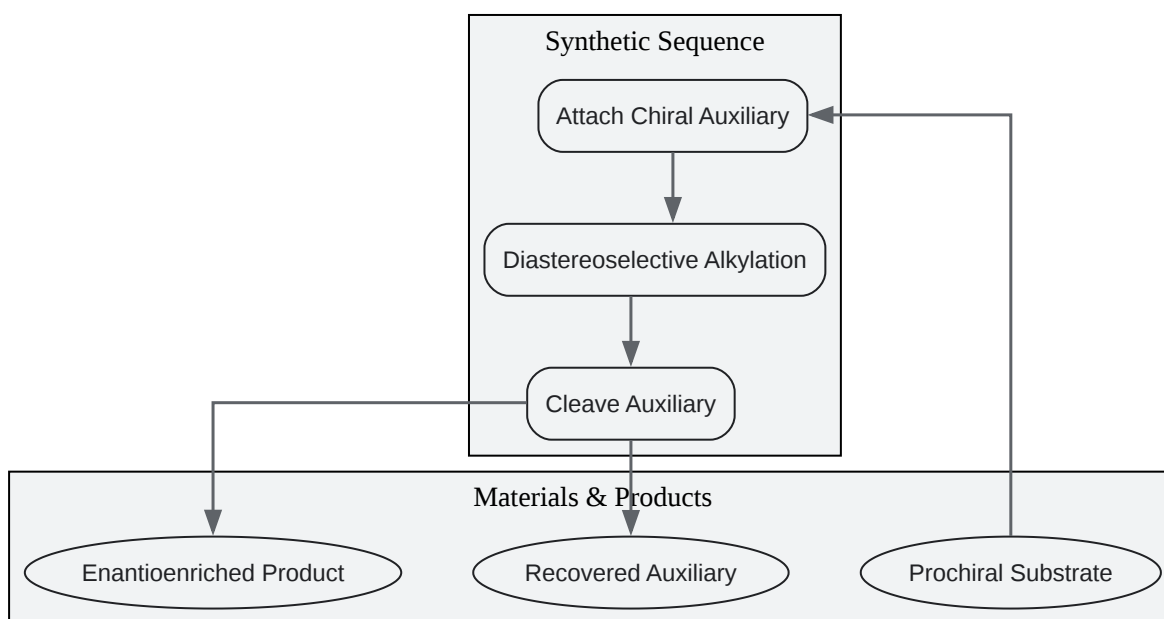 Synthetic Sequence
Attach Chiral Auxiliary
Diastereoselective Alkylation
Cleave Auxiliary
Materials & Products
Enantioenriched Product
Recovered Auxiliary
Prochiral Substrate